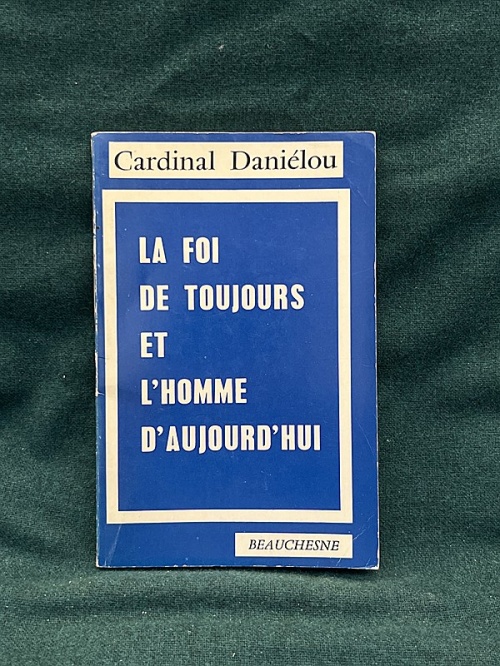 Cardinal Daniélou
LA FOI
DE TOUJOURS
ET
L'HOMME
D'AUJOURD'HUI
BEAUCHESNE